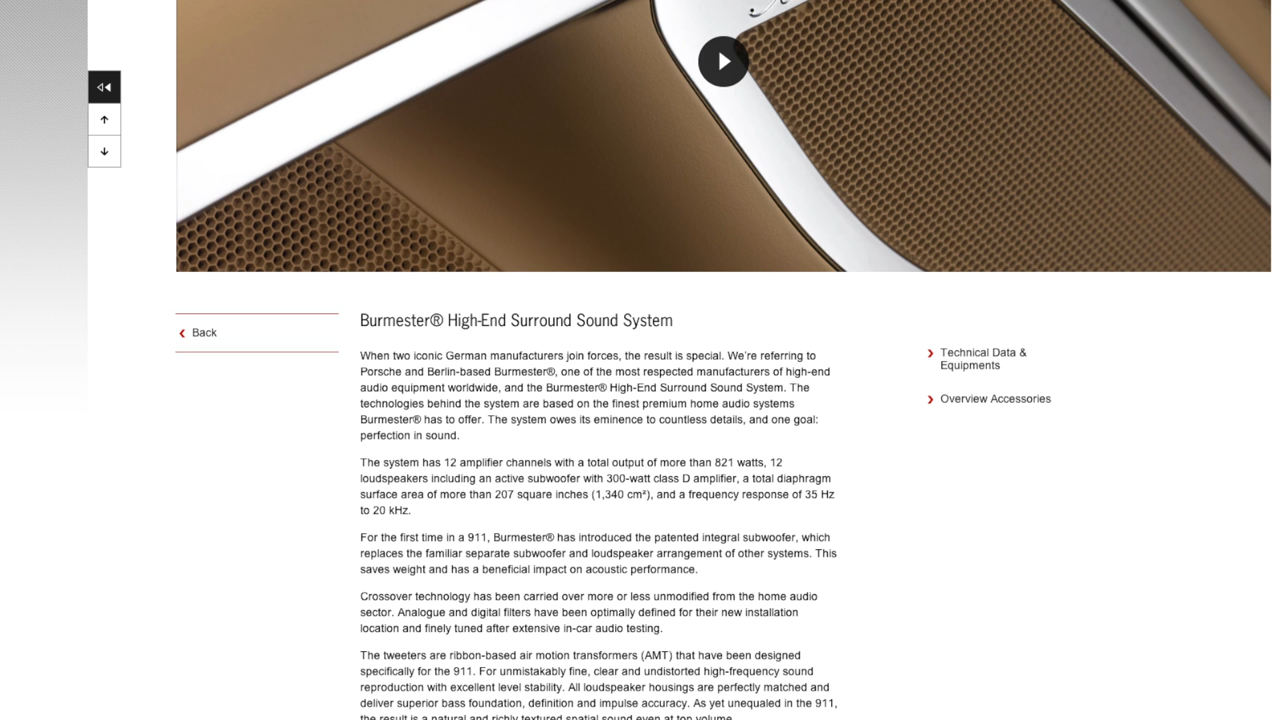 Back
Burmester® High-End Surround Sound System
When two iconic German manufacturers join forces, the result is special. We're referring to
Porsche and Berlin-based Burmester®, one of the most respected manufacturers of high-end
audio equipment worldwide, and the Burmester® High-End Surround Sound System. The
technologies behind the system are based on the finest premium home audio systems
Burmester® has to offer. The system owes its eminence to countless details, and one goal:
perfection in sound.
The system has 12 amplifier channels with a total output of more than 821 watts, 12
loudspeakers including an active subwoofer with 300-watt class D amplifier, a total diaphragm
surface area of more than 207 square inches (1,340 cm²), and a frequency response of 35 Hz
to 20 kHz.
For the first time in a 911, Burmester® has introduced the patented integral subwoofer, which
replaces the familiar separate subwoofer and loudspeaker arrangement of other systems. This
saves weight and has a beneficial impact on acoustic performance.
Crossover technology has been carried over more or less unmodified from the home audio
sector. Analogue and digital filters have been optimally defined for their new installation
location and finely tuned after extensive in-car audio testing.
The tweeters are ribbon-based air motion transformers (AMT) that have been designed
specifically for the 911. For unmistakably fine, clear and undistorted high-frequency sound
reproduction with excellent level stability. All loudspeaker housings are perfectly matched and
deliver superior bass foundation, definition and impulse accuracy. As yet unequaled in the 911,
the result is a natural and richly textured spatial sound even at top volume.
Technical Data &
Equipments
Overview Accessories